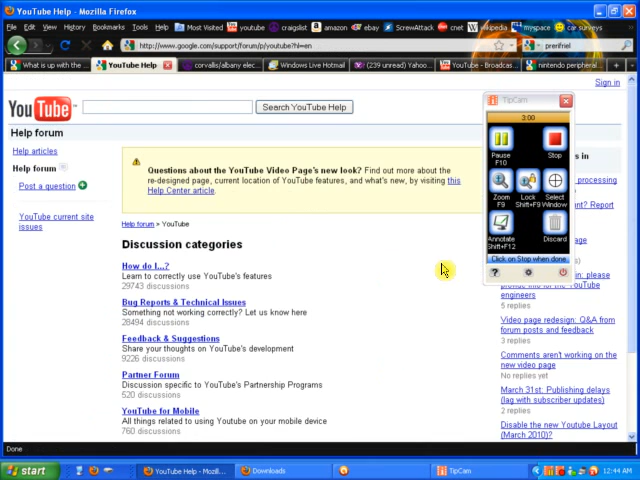 YouTube Help - Mozilla Firefox
File Edit View History Bookmarks Tools Help Most Visited youtube craigslist amazon ebay ScrewAttack cnet wikipedia myspace car surveys
http://www.google.com/support/forum/p/youtube?hl=en
What is up with the
YouTube Help
corvallis/albany elec...
Windows Live Hotmail
(239 unread) Yahoo...
YouTube - Broadcas...
nintendo peripheral...
Sign in
YouTube
Search YouTube Help
Help forum
Help articles
Help forum
Post a question
YouTube current site
issues
Questions about the YouTube Video Page's new look? Find out more about the
re-designed page, current location of YouTube features, and what's new, by visiting this
Help Center article.
Help forum > YouTube
Discussion categories
How do I...?
Learn to correctly use YouTube's features
29743 discussions
Bug Reports & Technical Issues
Something not working correctly? Let us know here
28494 discussions
Feedback & Suggestions
Share your thoughts on YouTube's development
9226 discussions
Partner Forum
Discussion specific to YouTube's Partnership Programs
520 discussions
YouTube for Mobile
All things related to using Youtube on your mobile device
760 discussions
TipCam
3:00
Pause
F10
Stop
Zoom
F9
Lock
Shift+F9
Select
Window
Annotate
Shift+F12
Discard
Click on Stop when done
s in
processing
? Report
in: please
provide info for the YouTube
engineers
5 replies
Video page redesign: Q&A from
forum posts and feedback
3 replies
Comments aren't working on the
new video page
No replies yet
March 31st: Publishing delays
(lag with subscriber updates)
2 replies
Disable the new Youtube Layout
(March 2010)?
Done
start
YouTube Help - Mozill...
Downloads
TipCam
12:44 AM